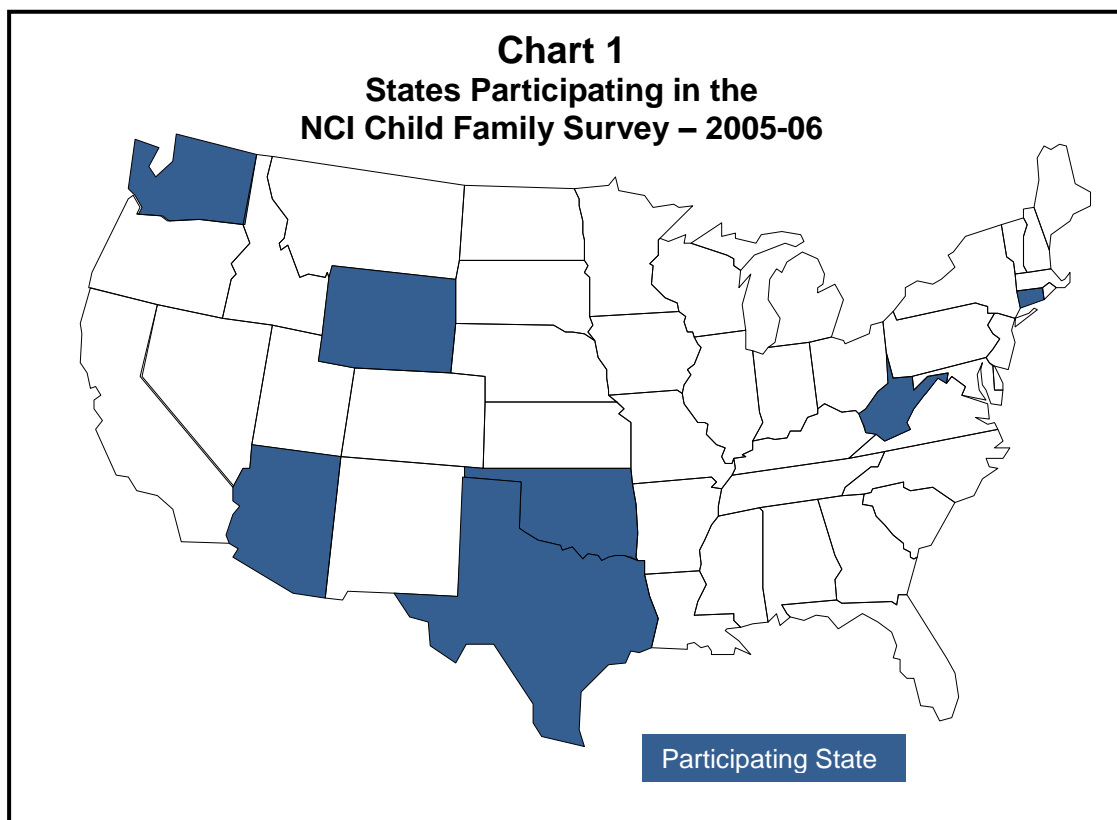 Chart 1
States Participating in the
NCI Child Family Survey – 2005-06
Participating State